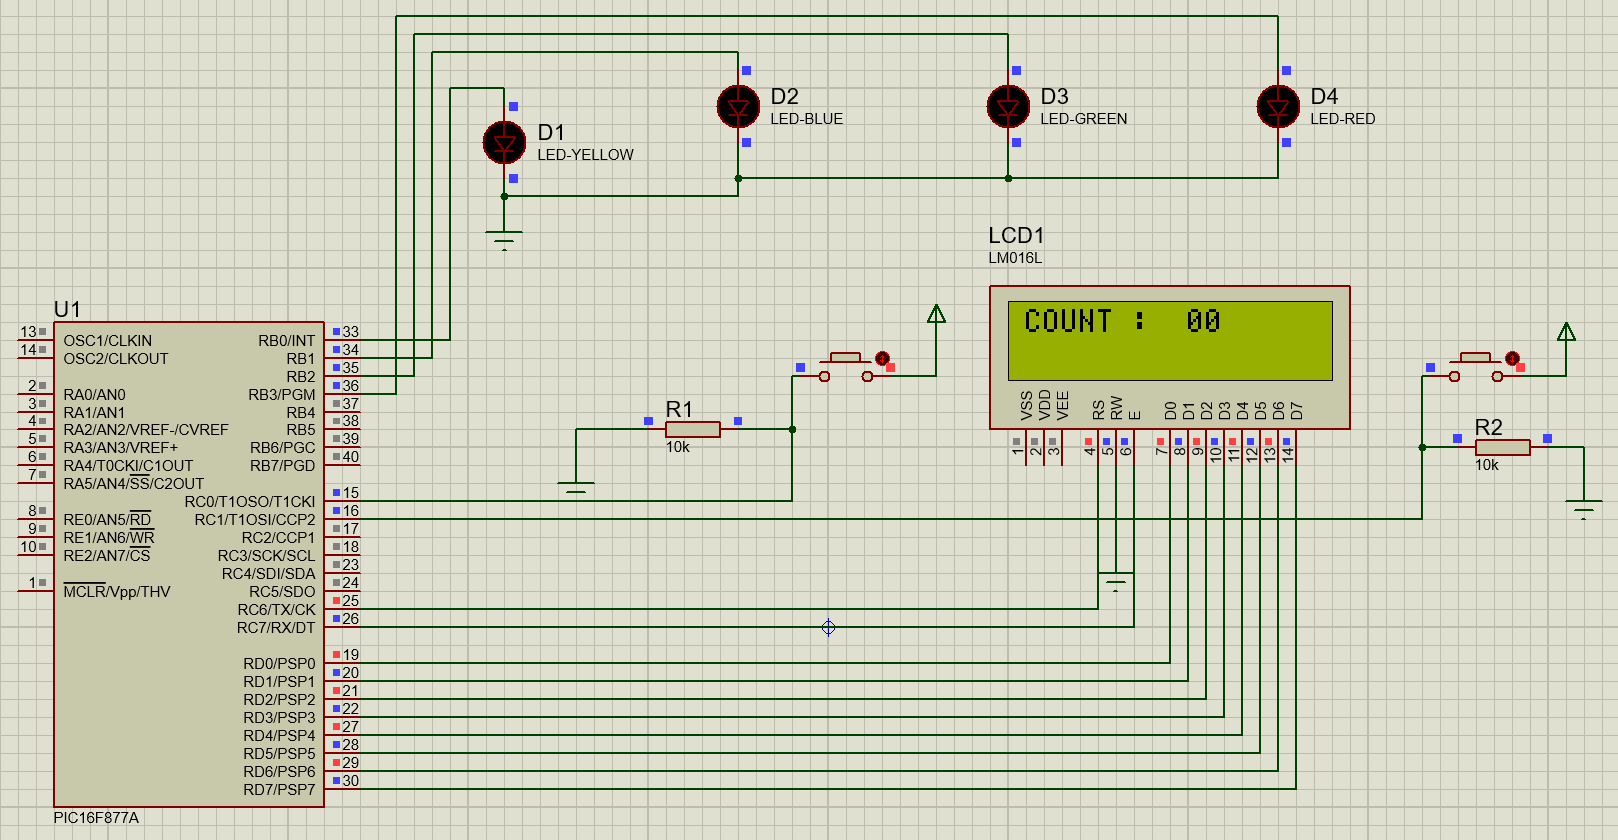 D1
LED-YELLOW
D2
LED-BLUE
D3
LED-GREEN
D4
LED-RED
LCD1
LM016L
COUNT : 00
VSS
VDD
VEE
RS
RW
E
D0
D1
D2
D3
D4
D5
D6
D7
1
2
3
4
5
6
7
8
9
10
11
12
13
14
R1
10k
R2
10k
U1
13 OSC1/CLKIN
14 OSC2/CLKOUT
2 RA0/AN0
3 RA1/AN1
4 RA2/AN2/VREF-/CVREF
5 RA3/AN3/VREF+
6 RA4/T0CKI/C1OUT
7 RA5/AN4/SS/C2OUT
8 RE0/AN5/RD
9 RE1/AN6/WR
10 RE2/AN7/CS
1 MCLR/Vpp/THV
RB0/INT 33
RB1 34
RB2 35
RB3/PGM 36
RB4 37
RB5 38
RB6/PGC 39
RB7/PGD 40
RC0/T1OSO/T1CKI 15
RC1/T1OSI/CCP2 16
RC2/CCP1 17
RC3/SCK/SCL 18
RC4/SDI/SDA 23
RC5/SDO 24
RC6/TX/CK 25
RC7/RX/DT 26
RD0/PSP0 19
RD1/PSP1 20
RD2/PSP2 21
RD3/PSP3 22
RD4/PSP4 27
RD5/PSP5 28
RD6/PSP6 29
RD7/PSP7 30
PIC16F877A